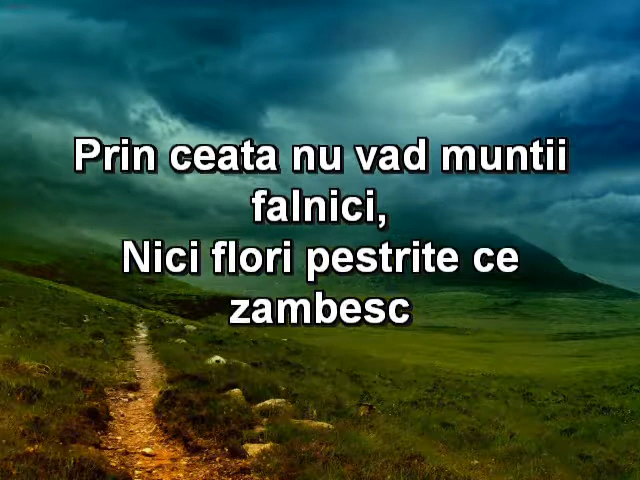 Prin ceata nu vad muntii
falnici,
Nici flori pestrite ce
zambesc